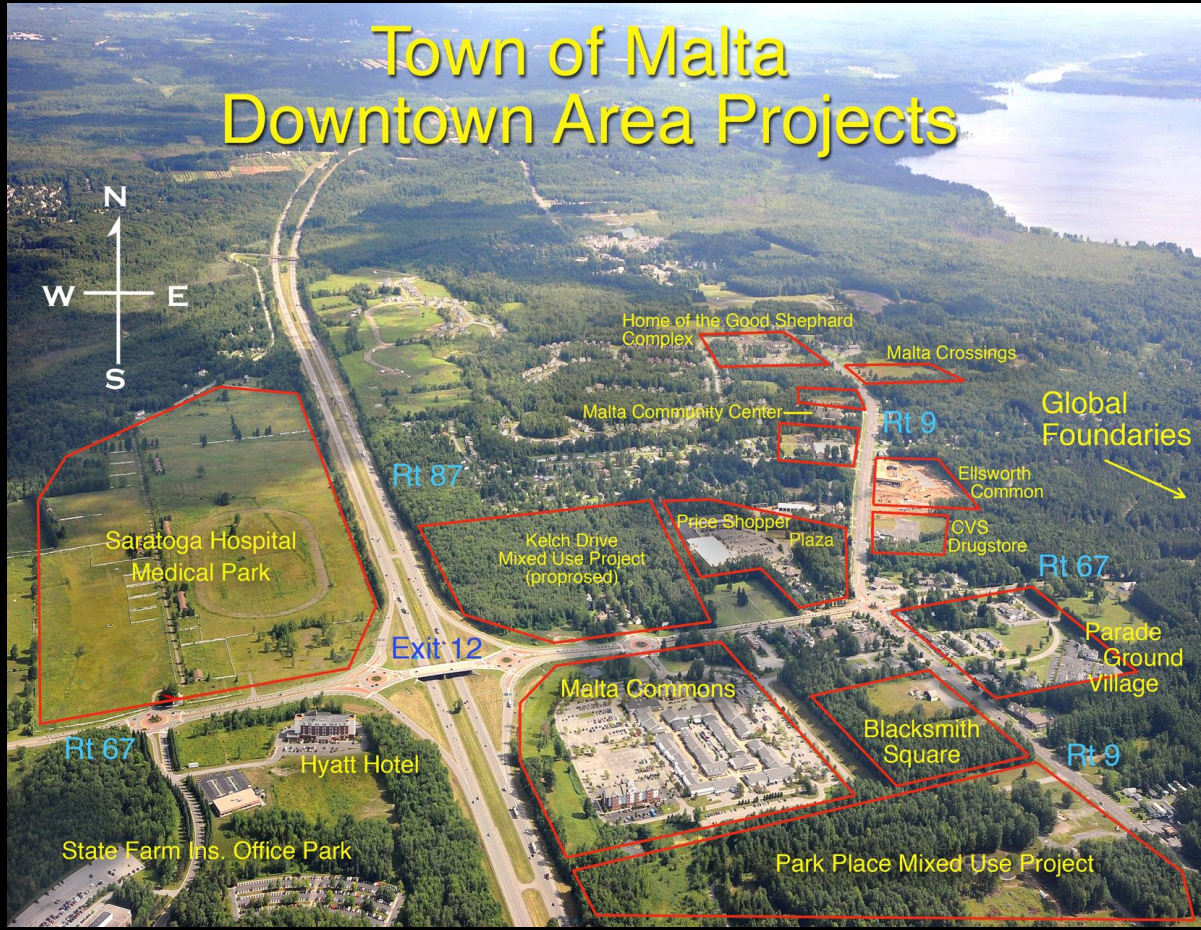 Town of Malta
Downtown Area Projects
N
W
E
S
Home of the Good Shephard
Complex
Malta Crossings
Malta Community Center
Rt 9
Global
Foundaries
Rt 87
Ellsworth
Common
Price Shopper
Plaza
CVS
Drugstore
Kelch Drive
Mixed Use Project
(proprosed)
Saratoga Hospital
Medical Park
Rt 67
Exit 12
Parade
Ground
Village
Malta Commons
Blacksmith
Square
Rt 67
Hyatt Hotel
Rt 9
State Farm Ins. Office Park
Park Place Mixed Use Project